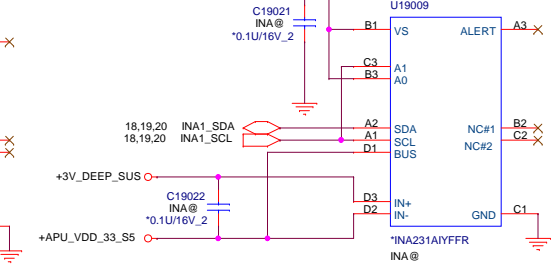 U19009
C19021
INA@
*0.1U/16V_2
B1 VS ALERT A3
C3 A1
B3 A0
18,19,20 INA1_SDA A2 SDA NC#1 B2
18,19,20 INA1_SCL A1 SCL NC#2 C2
D1 BUS
+3V_DEEP_SUS
C19022
INA@
*0.1U/16V_2
D3 IN+
D2 IN- GND C1
+APU_VDD_33_S5
*INA231AIYFFR
INA@